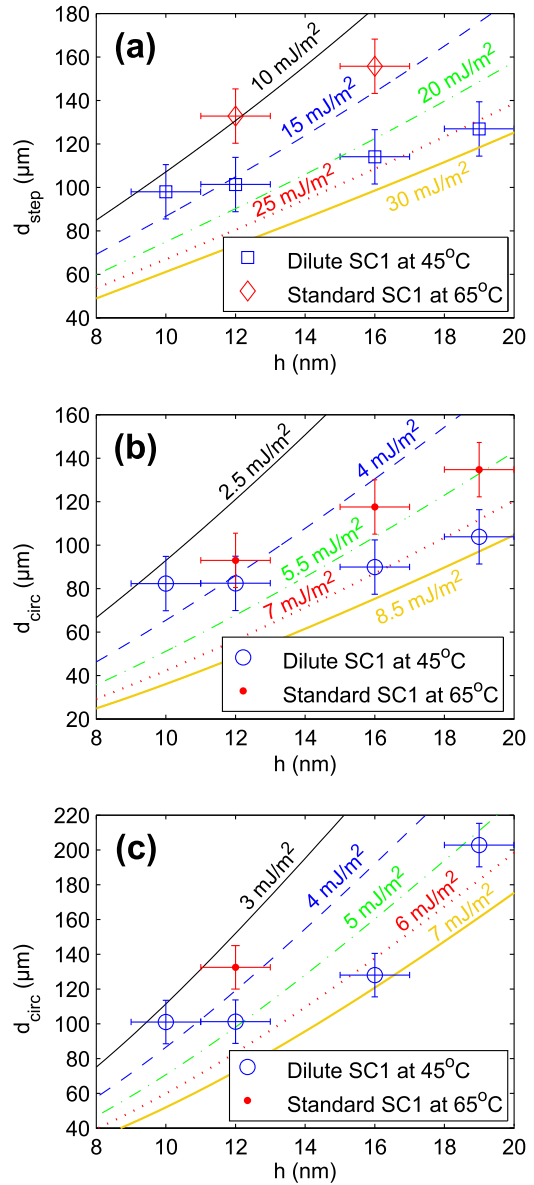 (a)
180
160
140
120
100
80
60
40
d_step (μm)
10 mJ/m²
15 mJ/m²
20 mJ/m²
25 mJ/m²
30 mJ/m²
Dilute SC1 at 45°C
Standard SC1 at 65°C
8 10 12 14 16 18 20
h (nm)
(b)
160
140
120
100
80
60
40
20
d_circ (μm)
2.5 mJ/m²
4 mJ/m²
5.5 mJ/m²
7 mJ/m²
8.5 mJ/m²
Dilute SC1 at 45°C
Standard SC1 at 65°C
8 10 12 14 16 18 20
h (nm)
(c)
220
200
180
160
140
120
100
80
60
40
d_circ (μm)
3 mJ/m²
4 mJ/m²
5 mJ/m²
6 mJ/m²
7 mJ/m²
Dilute SC1 at 45°C
Standard SC1 at 65°C
8 10 12 14 16 18 20
h (nm)